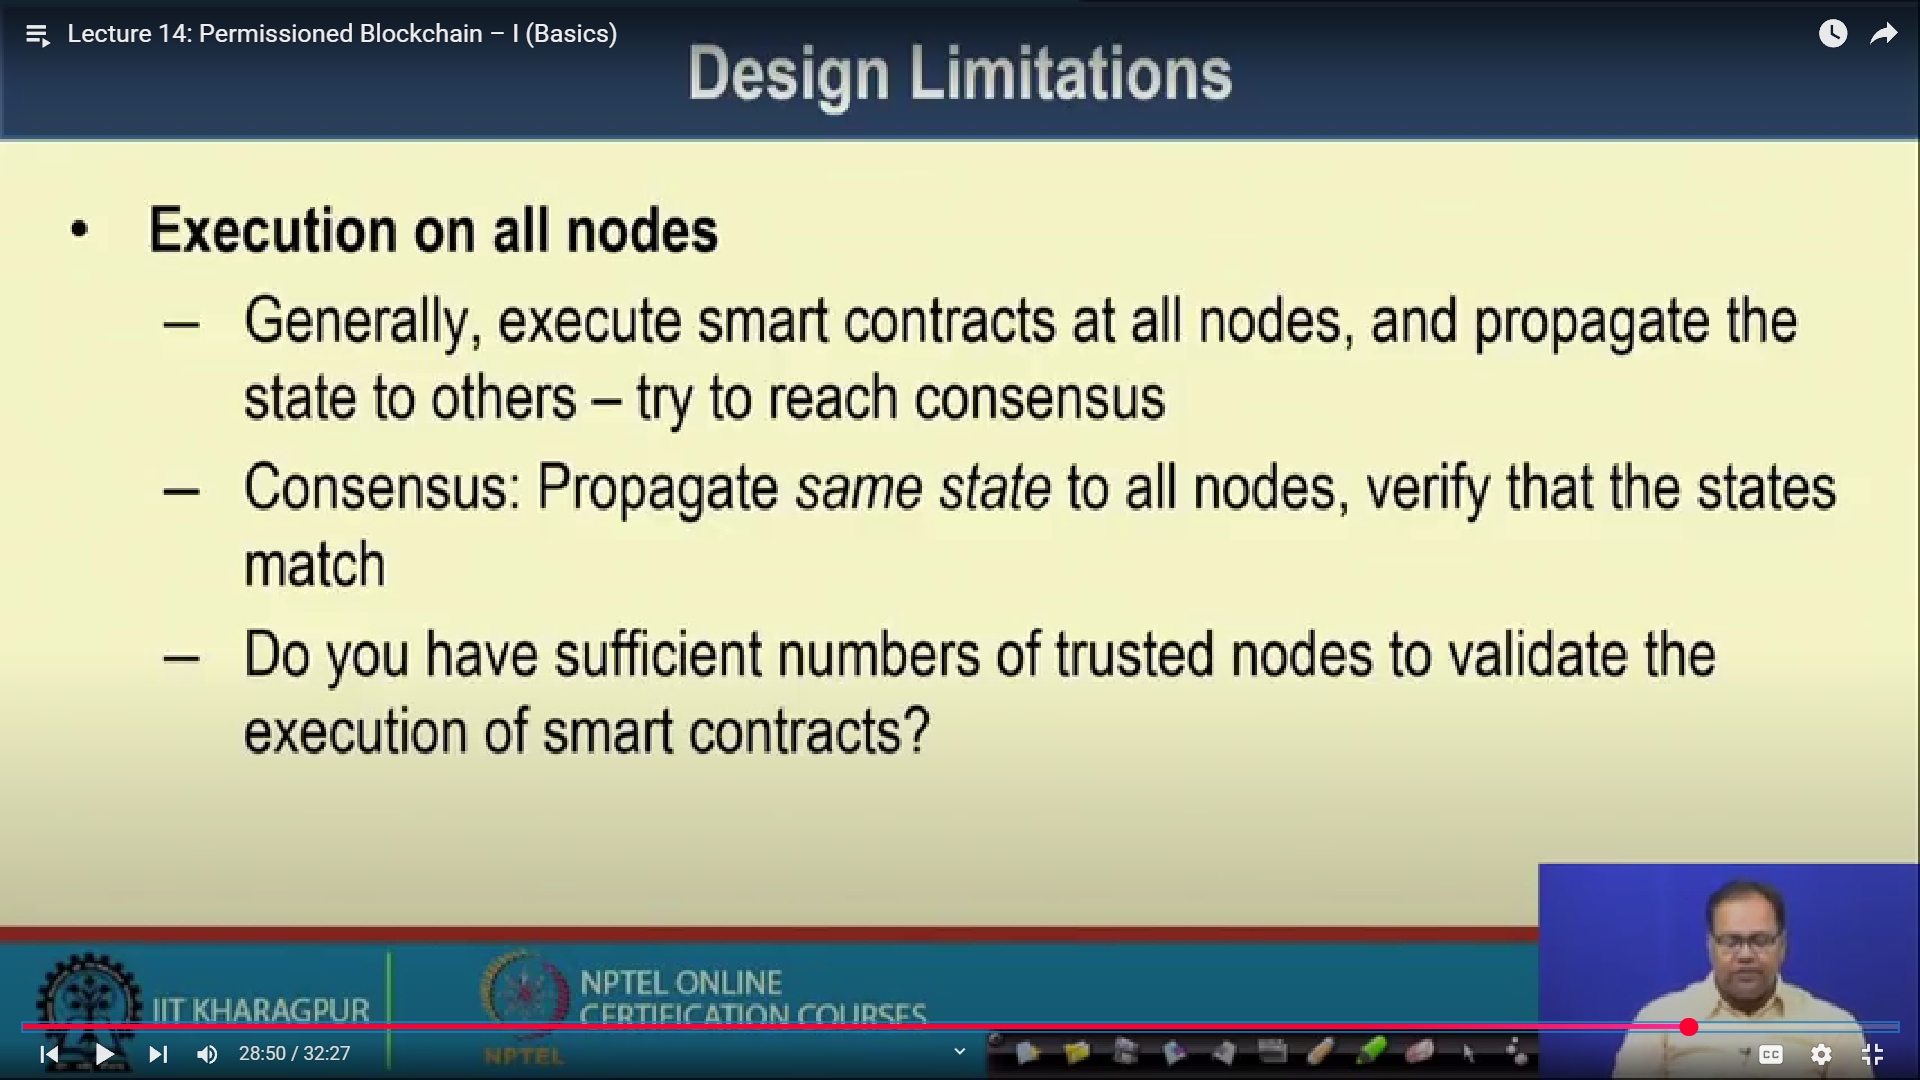 Lecture 14: Permissioned Blockchain – I (Basics)
Design Limitations
• Execution on all nodes
– Generally, execute smart contracts at all nodes, and propagate the
state to others – try to reach consensus
– Consensus: Propagate same state to all nodes, verify that the states
match
– Do you have sufficient numbers of trusted nodes to validate the
execution of smart contracts?
IIT KHARAGPUR
NPTEL ONLINE
CERTIFICATION COURSES
NPTEL
28:50 / 32:27
CC